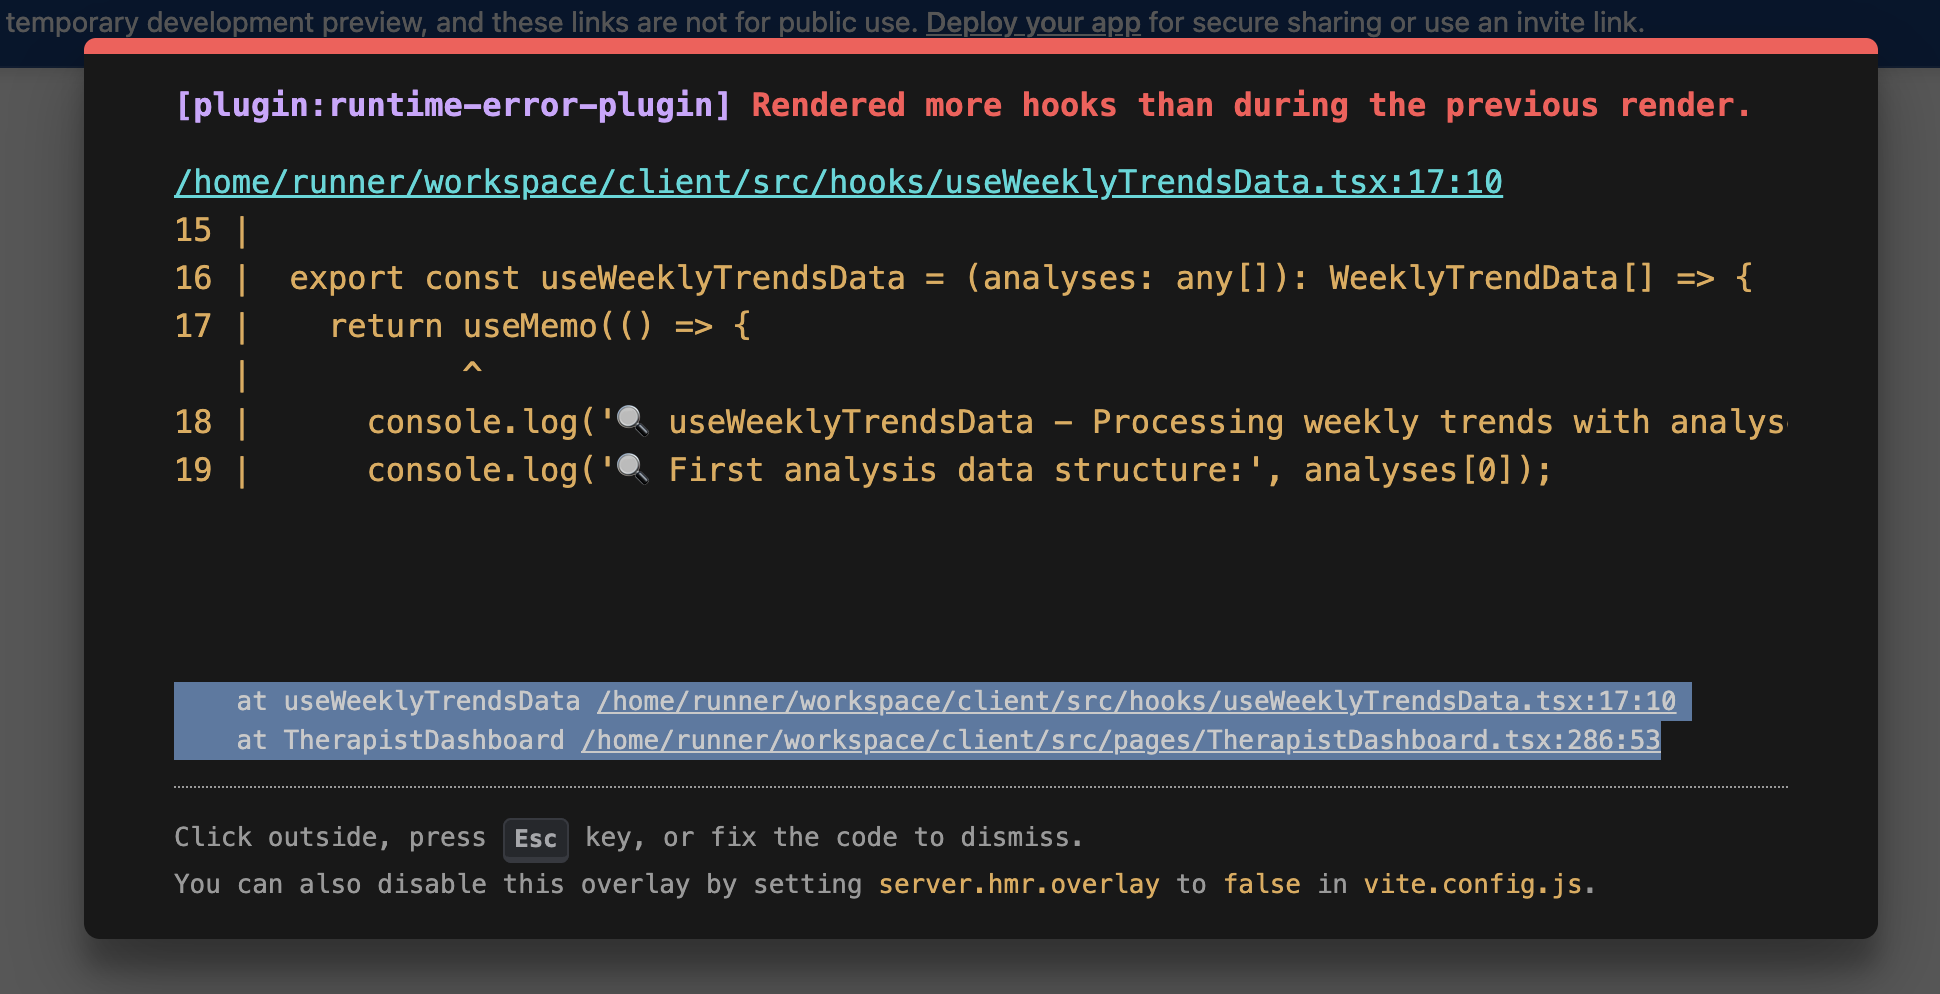 temporary development preview, and these links are not for public use. Deploy your app for secure sharing or use an invite link.
[plugin:runtime-error-plugin] Rendered more hooks than during the previous render.
/home/runner/workspace/client/src/hooks/useWeeklyTrendsData.tsx:17:10
15 |
16 |  export const useWeeklyTrendsData = (analyses: any[]): WeeklyTrendData[] => {
17 |    return useMemo(() => {
   |           ^
18 |      console.log('🔍 useWeeklyTrendsData - Processing weekly trends with analys
19 |      console.log('🔍 First analysis data structure:', analyses[0]);
at useWeeklyTrendsData /home/runner/workspace/client/src/hooks/useWeeklyTrendsData.tsx:17:10
at TherapistDashboard /home/runner/workspace/client/src/pages/TherapistDashboard.tsx:286:53
Click outside, press Esc key, or fix the code to dismiss.
You can also disable this overlay by setting server.hmr.overlay to false in vite.config.js.